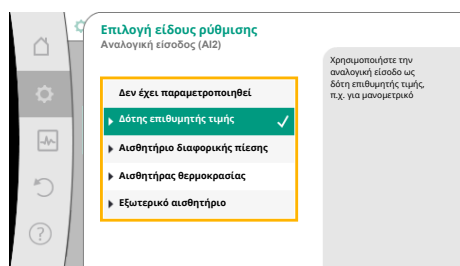 Επιλογή είδους ρύθμισης
Αναλογική είσοδος (AI2)
Δεν έχει παραμετροποιηθεί
Δότης επιθυμητής τιμής
Αισθητήριο διαφορικής πίεσης
Αισθητήρας θερμοκρασίας
Εξωτερικό αισθητήριο
Χρησιμοποιήστε την
αναλογική είσοδο ως
δότη επιθυμητής τιμής,
π.χ. για μανομετρικό